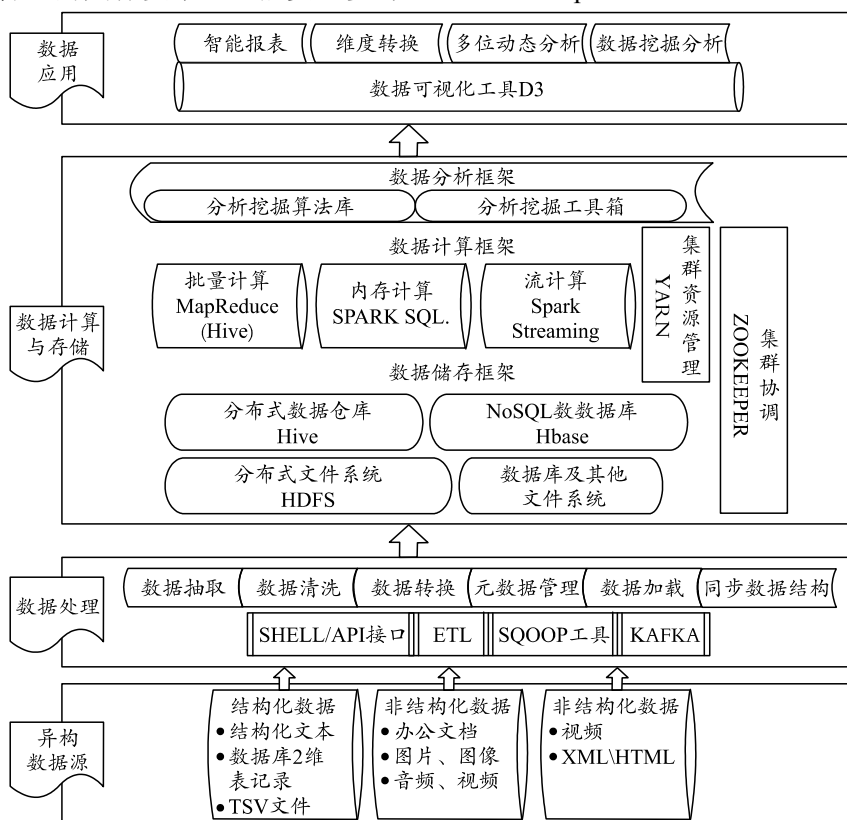 数据
应用
智能报表 维度转换 多位动态分析 数据挖掘分析
数据可视化工具D3
数据分析框架
分析挖掘算法库 分析挖掘工具箱
数据计算框架
批量计算
MapReduce
(Hive)
内存计算
SPARK SQL.
流计算
Spark
Streaming
集群资源管理
YARN
集群协调
ZOOKEEPER
数据计算
与存储
数据储存框架
分布式数据仓库
Hive
NoSQL数数据库
Hbase
分布式文件系统
HDFS
数据库及其他
文件系统
数据处理
数据抽取 数据清洗 数据转换 元数据管理 数据加载 同步数据结构
SHELL/API接口 ETL SQOOP工具 KAFKA
异构
数据源
结构化数据
•结构化文本
•数据库2维
表记录
•TSV文件
非结构化数据
•办公文档
•图片、图像
•音频、视频
非结构化数据
•视频
•XML\HTML